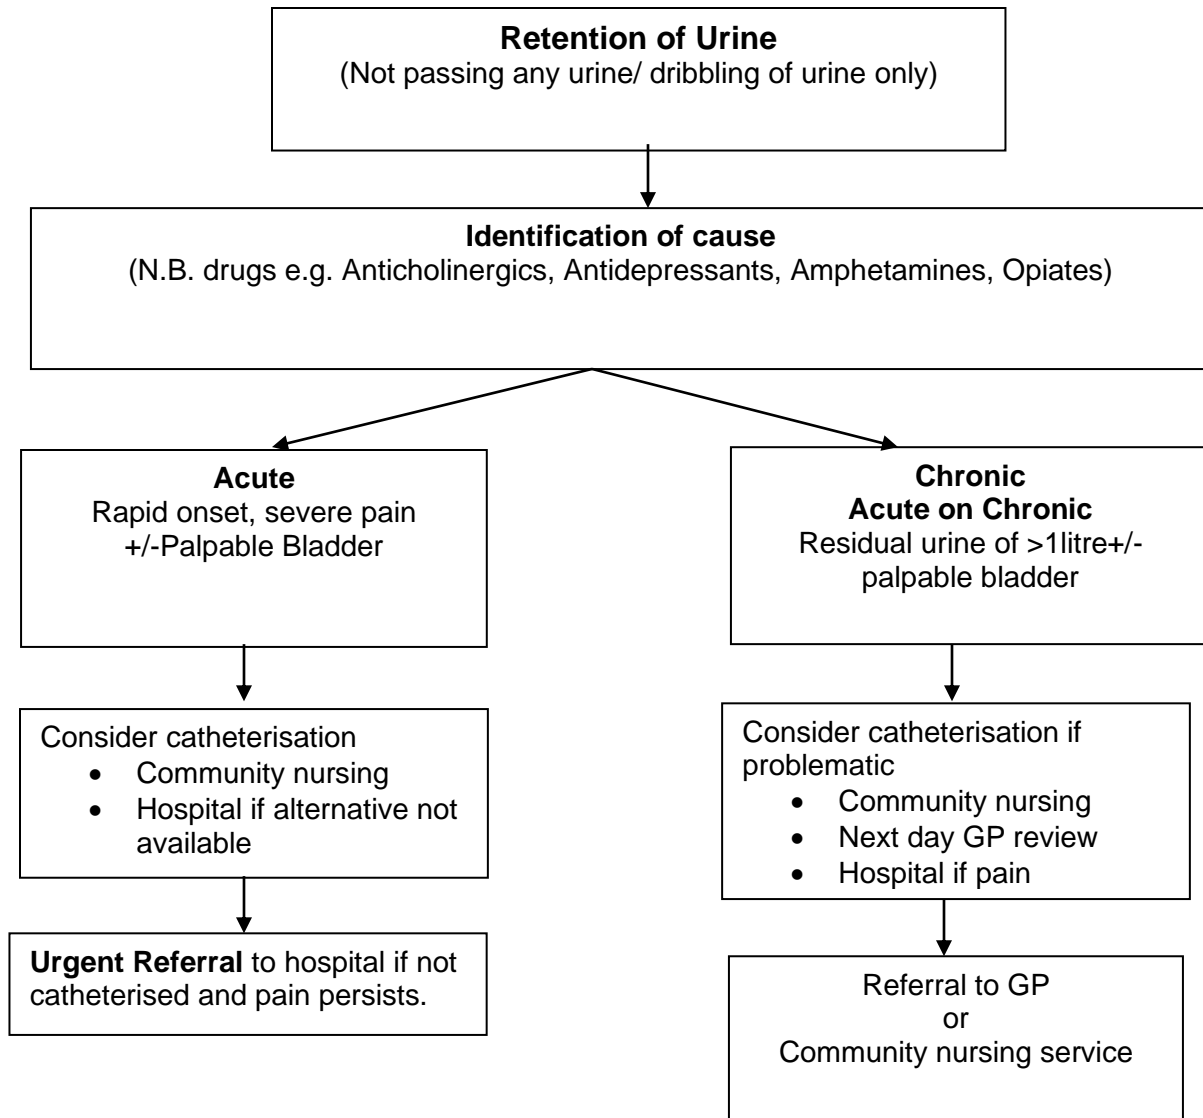 Retention of Urine
(Not passing any urine/ dribbling of urine only)
Identification of cause
(N.B. drugs e.g. Anticholinergics, Antidepressants, Amphetamines, Opiates)
Acute
Rapid onset, severe pain
+/-Palpable Bladder
Chronic
Acute on Chronic
Residual urine of >1litre+/-
palpable bladder
Consider catheterisation
• Community nursing
• Hospital if alternative not
available
Consider catheterisation if
problematic
• Community nursing
• Next day GP review
• Hospital if pain
Urgent Referral to hospital if not
catheterised and pain persists.
Referral to GP
or
Community nursing service